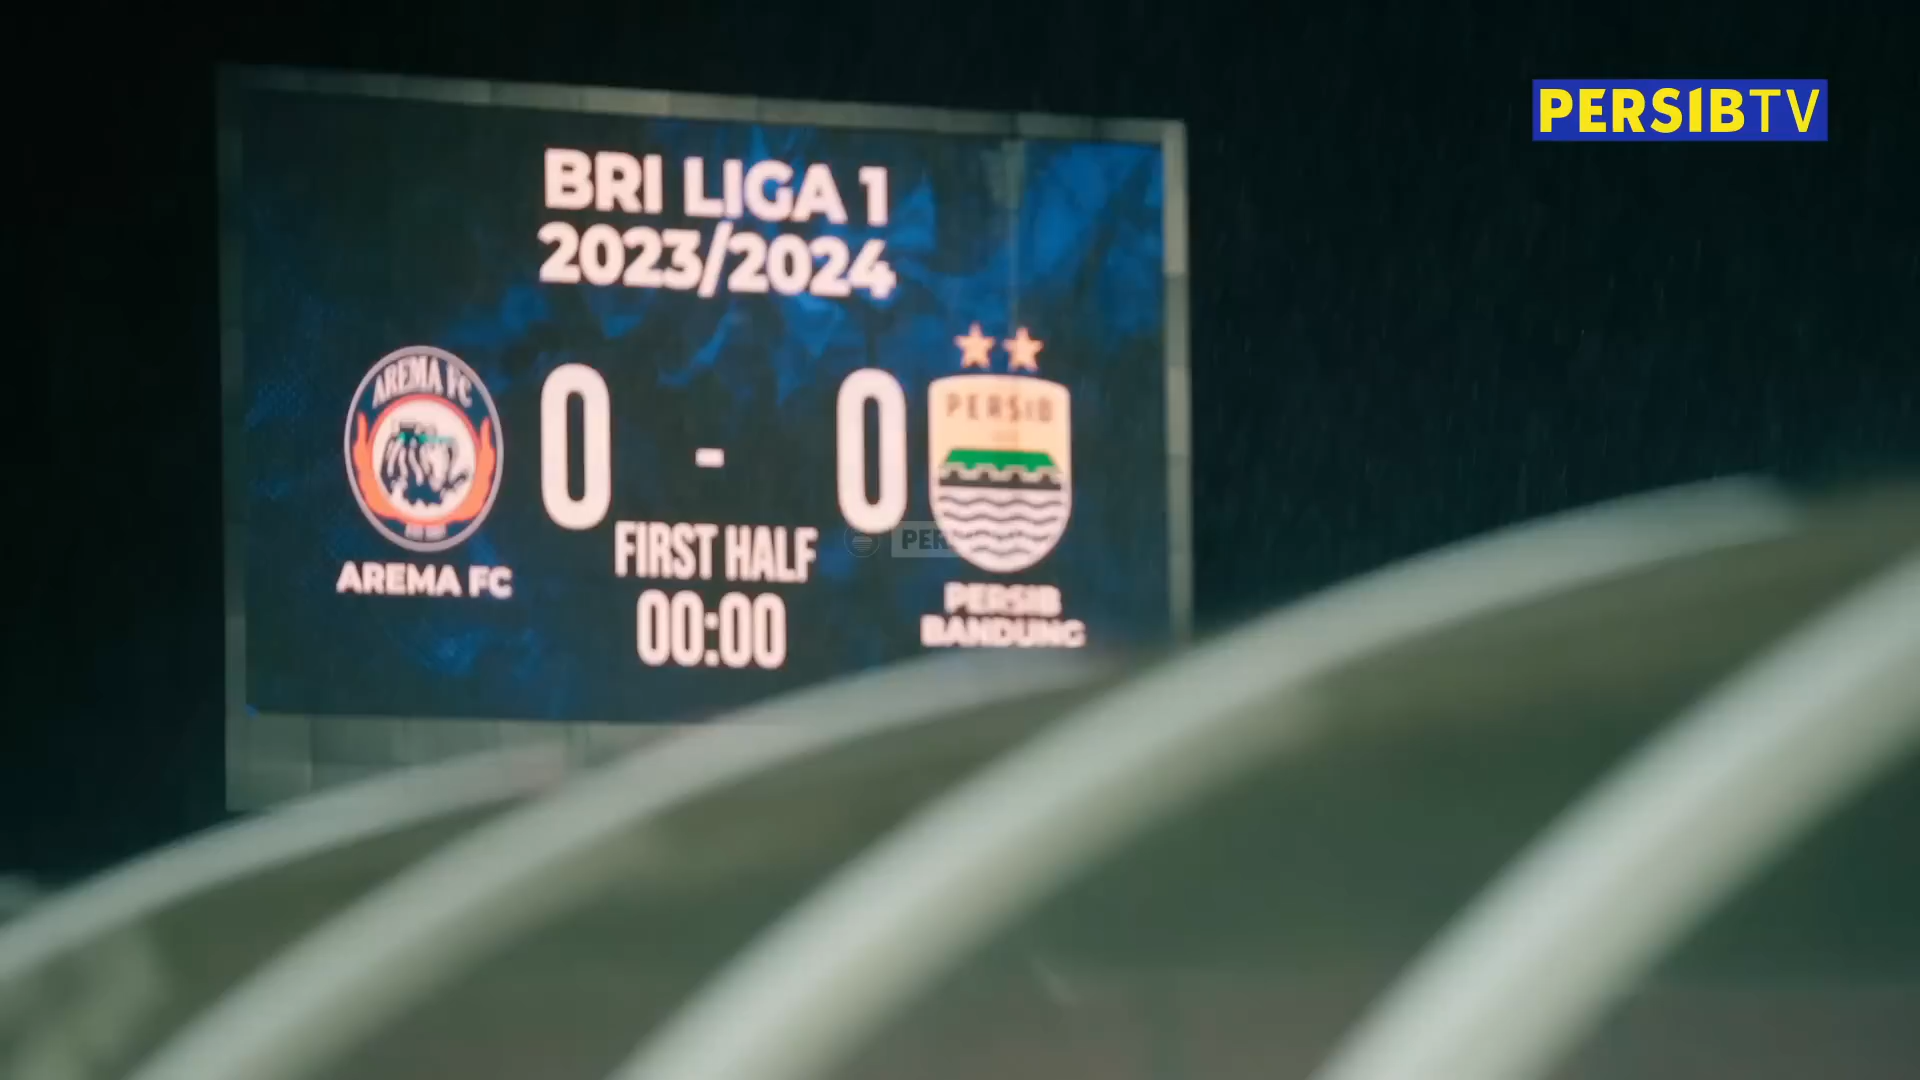 PERSIBTV
BRI LIGA 1
2023/2024
AREMA FC
0 - 0
PERSIB
FIRST HALF
PER
AREMA FC
00:00
PERSIB
BANDUNG